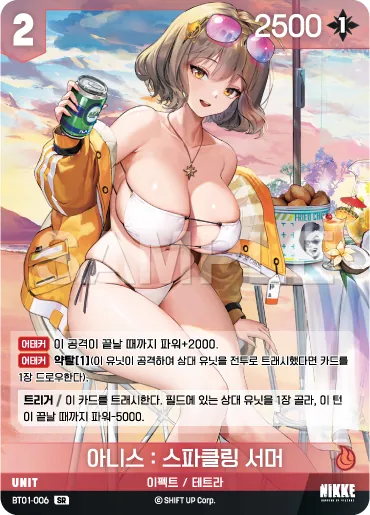 2
2500
1
FRIED CHICKEN
SAMPLE
어태커 이 공격이 끝날 때까지 파워+2000.
어태커 약탈[1](이 유닛이 공격하여 상대 유닛을 전투로 트래시했다면 카드를
1장 드로우한다).
트리거 / 이 카드를 트래시한다. 필드에 있는 상대 유닛을 1장 골라, 이 턴
이 끝날 때까지 파워-5000.
아니스 : 스파클링 서머
UNIT
이펙트 / 테트라
NIKKE
BT01-006 SR
©SHIFT UP Corp.